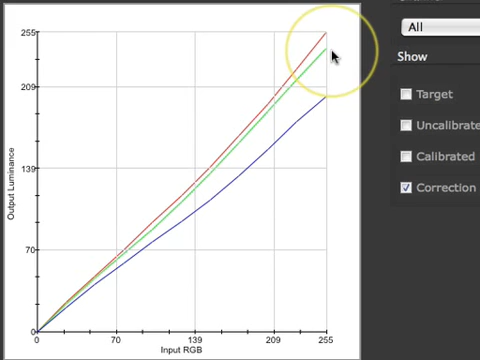 All
Show
Target
Uncalibrate
Calibrated
Correction
255
209
139
70
0
Output Luminance
0
70
139
209
255
Input RGB